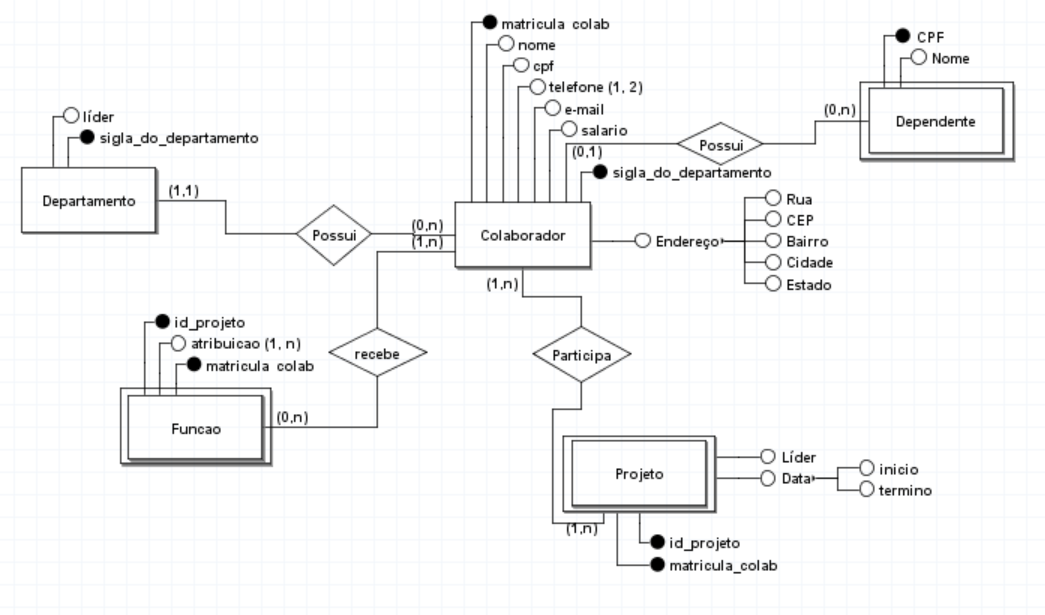 matricula colab
nome
cpf
telefone (1, 2)
e-mail
salario
(0,1)
sigla_do_departamento
CPF
Nome
(0,n)
Dependente
Possui
líder
sigla_do_departamento
Departamento
(1,1)
Possui
(0,n)
(1,n)
Colaborador
Endereço
Rua
CEP
Bairro
Cidade
Estado
(1,n)
id_projeto
atribuicao (1, n)
matricula colab
recebe
Participa
Funcao
(0,n)
Projeto
Líder
Data
inicio
termino
(1,n)
id_projeto
matricula_colab